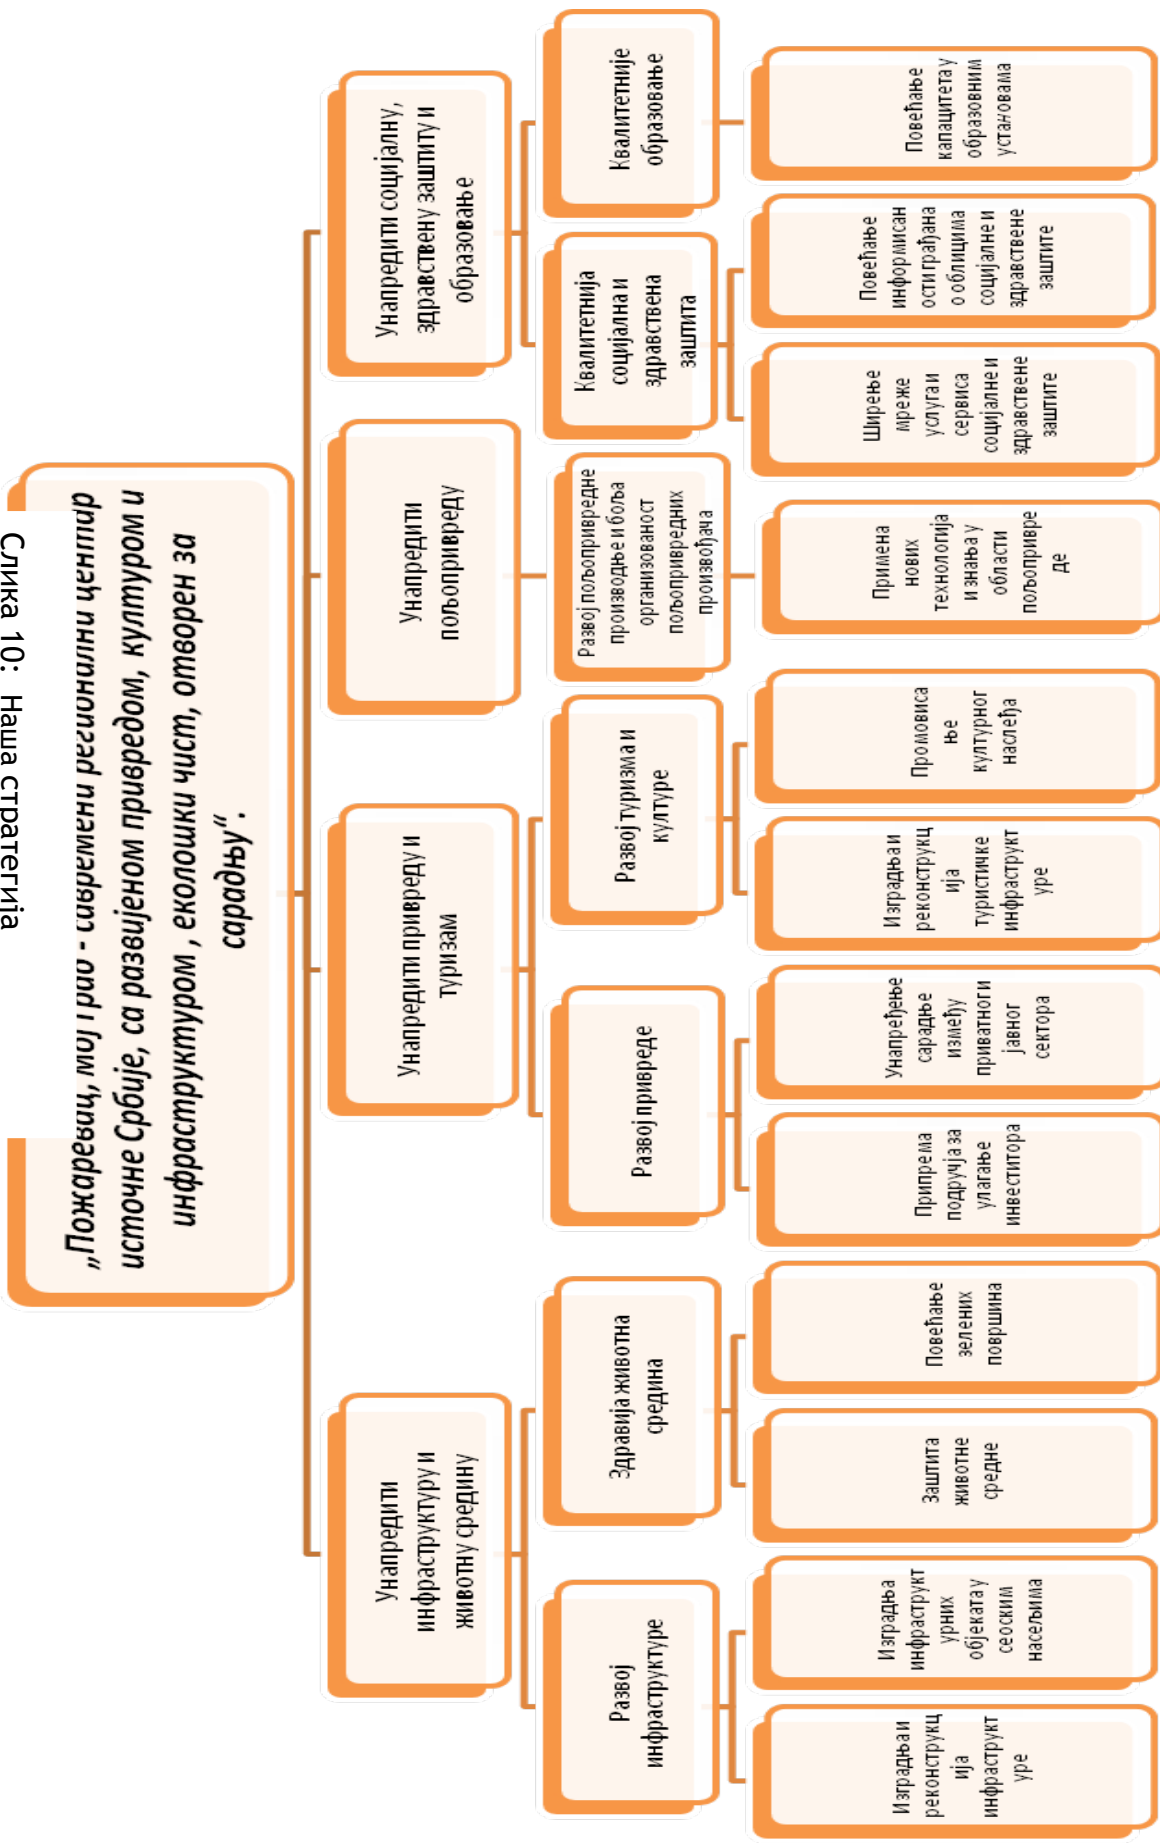 „Пожаревац, мој град - савремени регионални центар
источне Србије, са развијеном привредом, културом и
инфраструктуром , еколошки чист, отворен за
сарадњу“.
Унапредити
инфраструктуру и
животну средину
Развој
инфраструктуре
Изградња и
реконструкц
ија
инфраструкт
уре
Изградња
инфраструкт
урних
објеката у
сеоским
насељима
Здравија животна
средина
Заштита
животне
средне
Повећање
зелених
површина
Унапредити привреду и
туризам
Развој привреде
Припрема
подручја за
улагање
инвеститора
Унапређење
сарадње
између
приватног и
јавног
сектора
Развој туризма и
културе
Изградња и
реконструкц
ија
туристичке
инфраструкт
уре
Промовиса
ње
културног
наслеђа
Унапредити
пољопривреду
Развој пољопривредне
производње и боља
организованост
пољопривредних
произвођача
Примена
нових
технологија
и знања у
области
пољопривре
де
Унапредити социјалну,
здравствену заштиту и
образовање
Квалитетнија
социјална и
здравствена
заштита
Ширење
мреже
услуга и
сервиса
социјалне и
здравствене
заштите
Повећање
информисан
ости грађана
о облицима
социјалне и
здравствене
заштите
Квалитетније
образовање
Повећање
капацитета у
образовним
установама
Слика 10: Наша стратегија